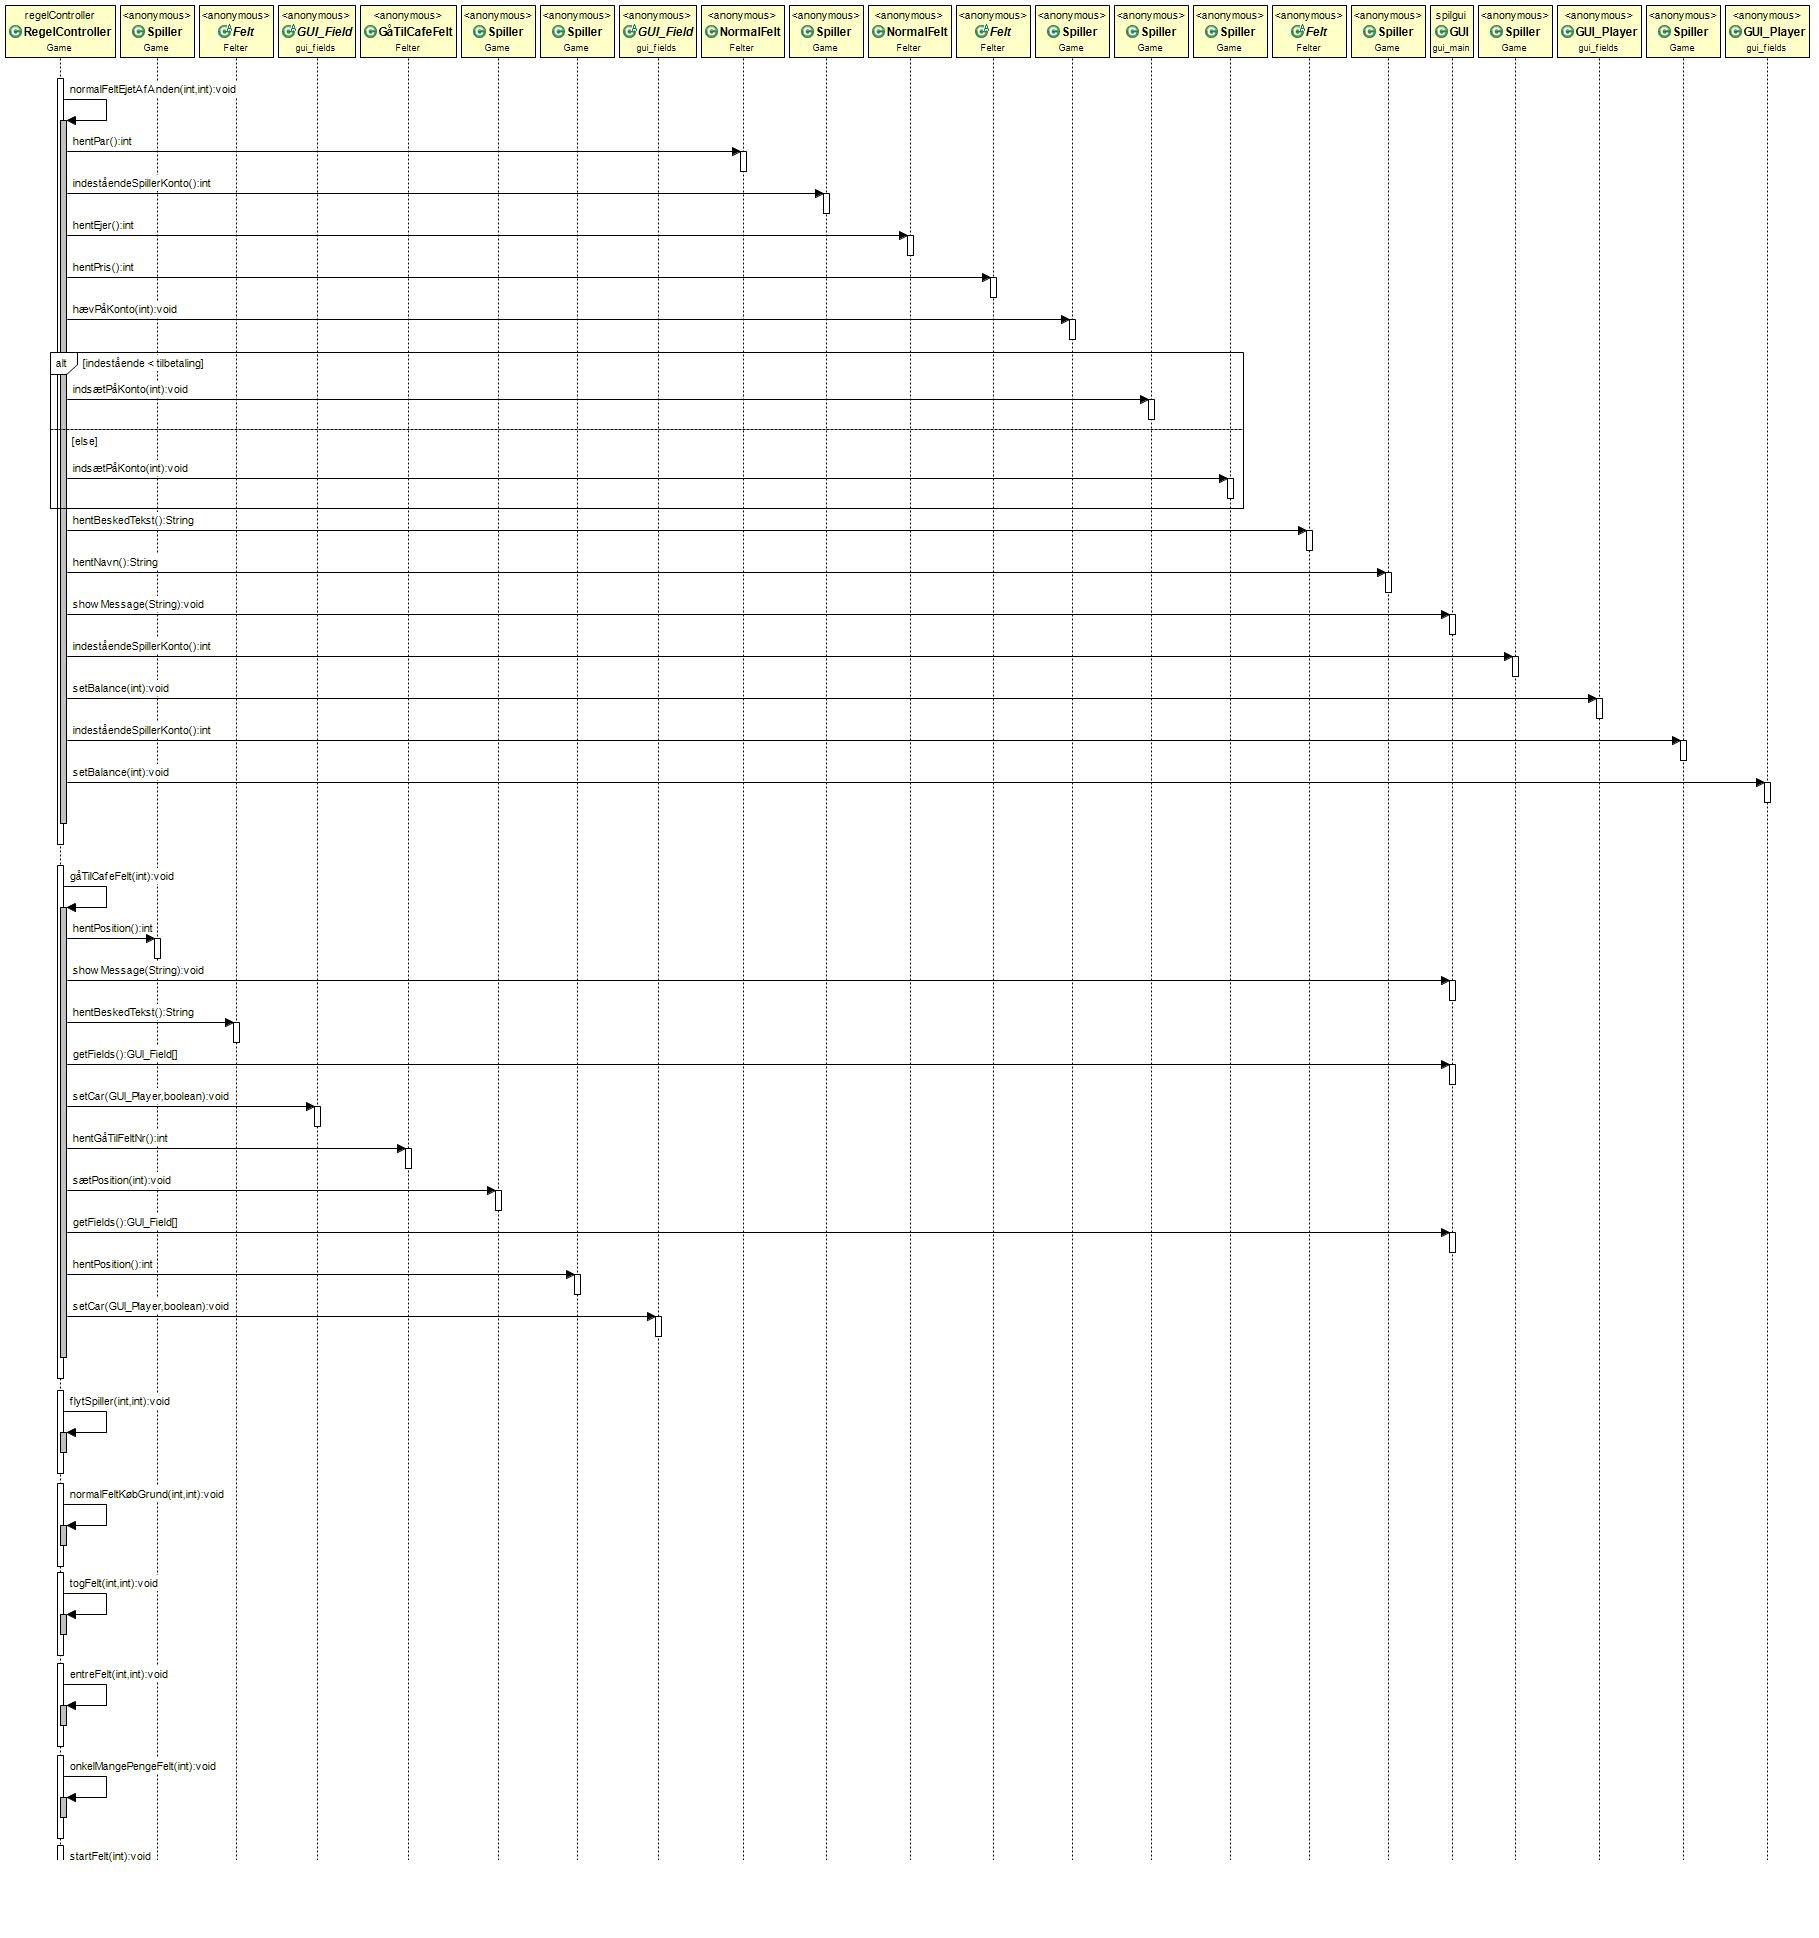 regelController <anonymous> <anonymous> <anonymous> <anonymous> <anonymous> <anonymous> <anonymous> <anonymous> <anonymous> <anonymous> <anonymous> <anonymous> <anonymous> <anonymous> <anonymous> <anonymous> spilgui <anonymous> <anonymous> <anonymous> <anonymous>
RegelController Spiller Felt GUI_Field GåTilCafeFelt Spiller Spiller GUI_Field NormalFelt Spiller NormalFelt Felt Spiller Spiller Spiller Felt Spiller GUI Spiller GUI_Player Spiller GUI_Player
Game Game Felter gui_fields Felter Game Game gui_fields Felter Game Felter Felter Game Game Game Felter Game gui_main Game gui_fields Game gui_fields
normalFeltEjetAfAnden(int,int):void
hentPar():int
indeståendeSpillerKonto():int
hentEjer():int
hentPris():int
hævPåKonto(int):void
alt [indestående < tilbetaling]
indsætPåKonto(int):void
[else]
indsætPåKonto(int):void
hentBeskedTekst():String
hentNavn():String
showMessage(String):void
indeståendeSpillerKonto():int
setBalance(int):void
indeståendeSpillerKonto():int
setBalance(int):void
gåTilCafeFelt(int):void
hentPosition():int
showMessage(String):void
hentBeskedTekst():String
getFields():GUI_Field[]
setCar(GUI_Player,boolean):void
hentGåTilFeltNr():int
sætPosition(int):void
getFields():GUI_Field[]
hentPosition():int
setCar(GUI_Player,boolean):void
flytSpiller(int,int):void
normalFeltKøbGrund(int,int):void
togFelt(int,int):void
entreFelt(int,int):void
onkelMangePengeFelt(int):void
startFelt(int):void